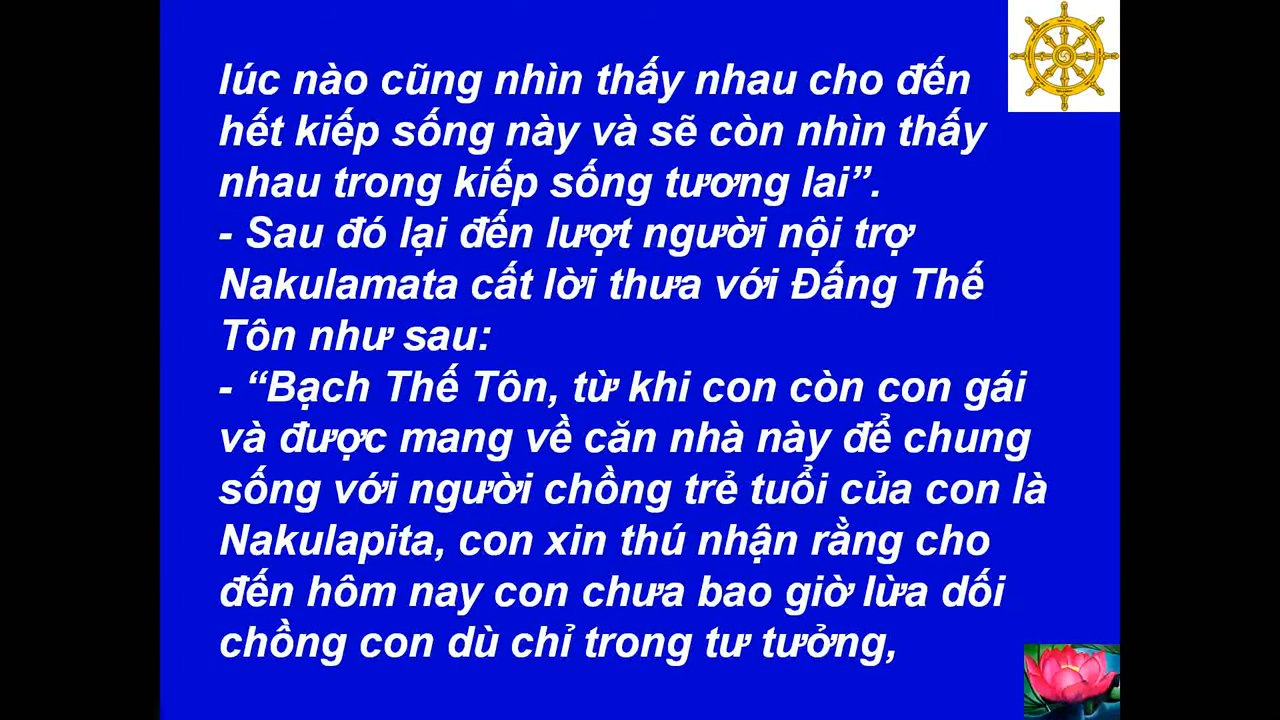 lúc nào cũng nhìn thấy nhau cho đến
hết kiếp sống này và sẽ còn nhìn thấy
nhau trong kiếp sống tương lai”.
- Sau đó lại đến lượt người nội trợ
Nakulamata cất lời thưa với Đấng Thế
Tôn như sau:
- “Bạch Thế Tôn, từ khi con còn con gái
và được mang về căn nhà này để chung
sống với người chồng trẻ tuổi của con là
Nakulapita, con xin thú nhận rằng cho
đến hôm nay con chưa bao giờ lừa dối
chồng con dù chỉ trong tư tưởng,